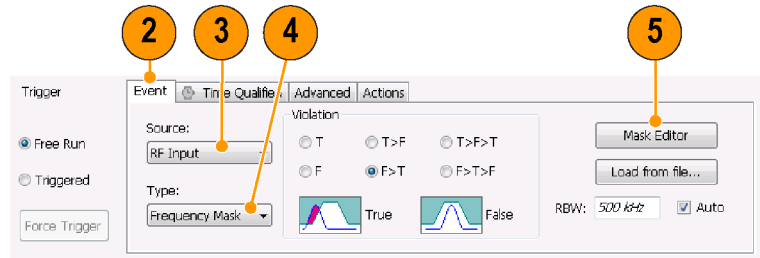 2 3 4 5
Trigger Event Time Qualifier Advanced Actions
Violation
Source:
Free Run T T>F T>F>T Mask Editor
RF Input
Triggered F F>T F>T>F Load from file...
Type:
Frequency Mask True False RBW: 500 kHz Auto
Force Trigger